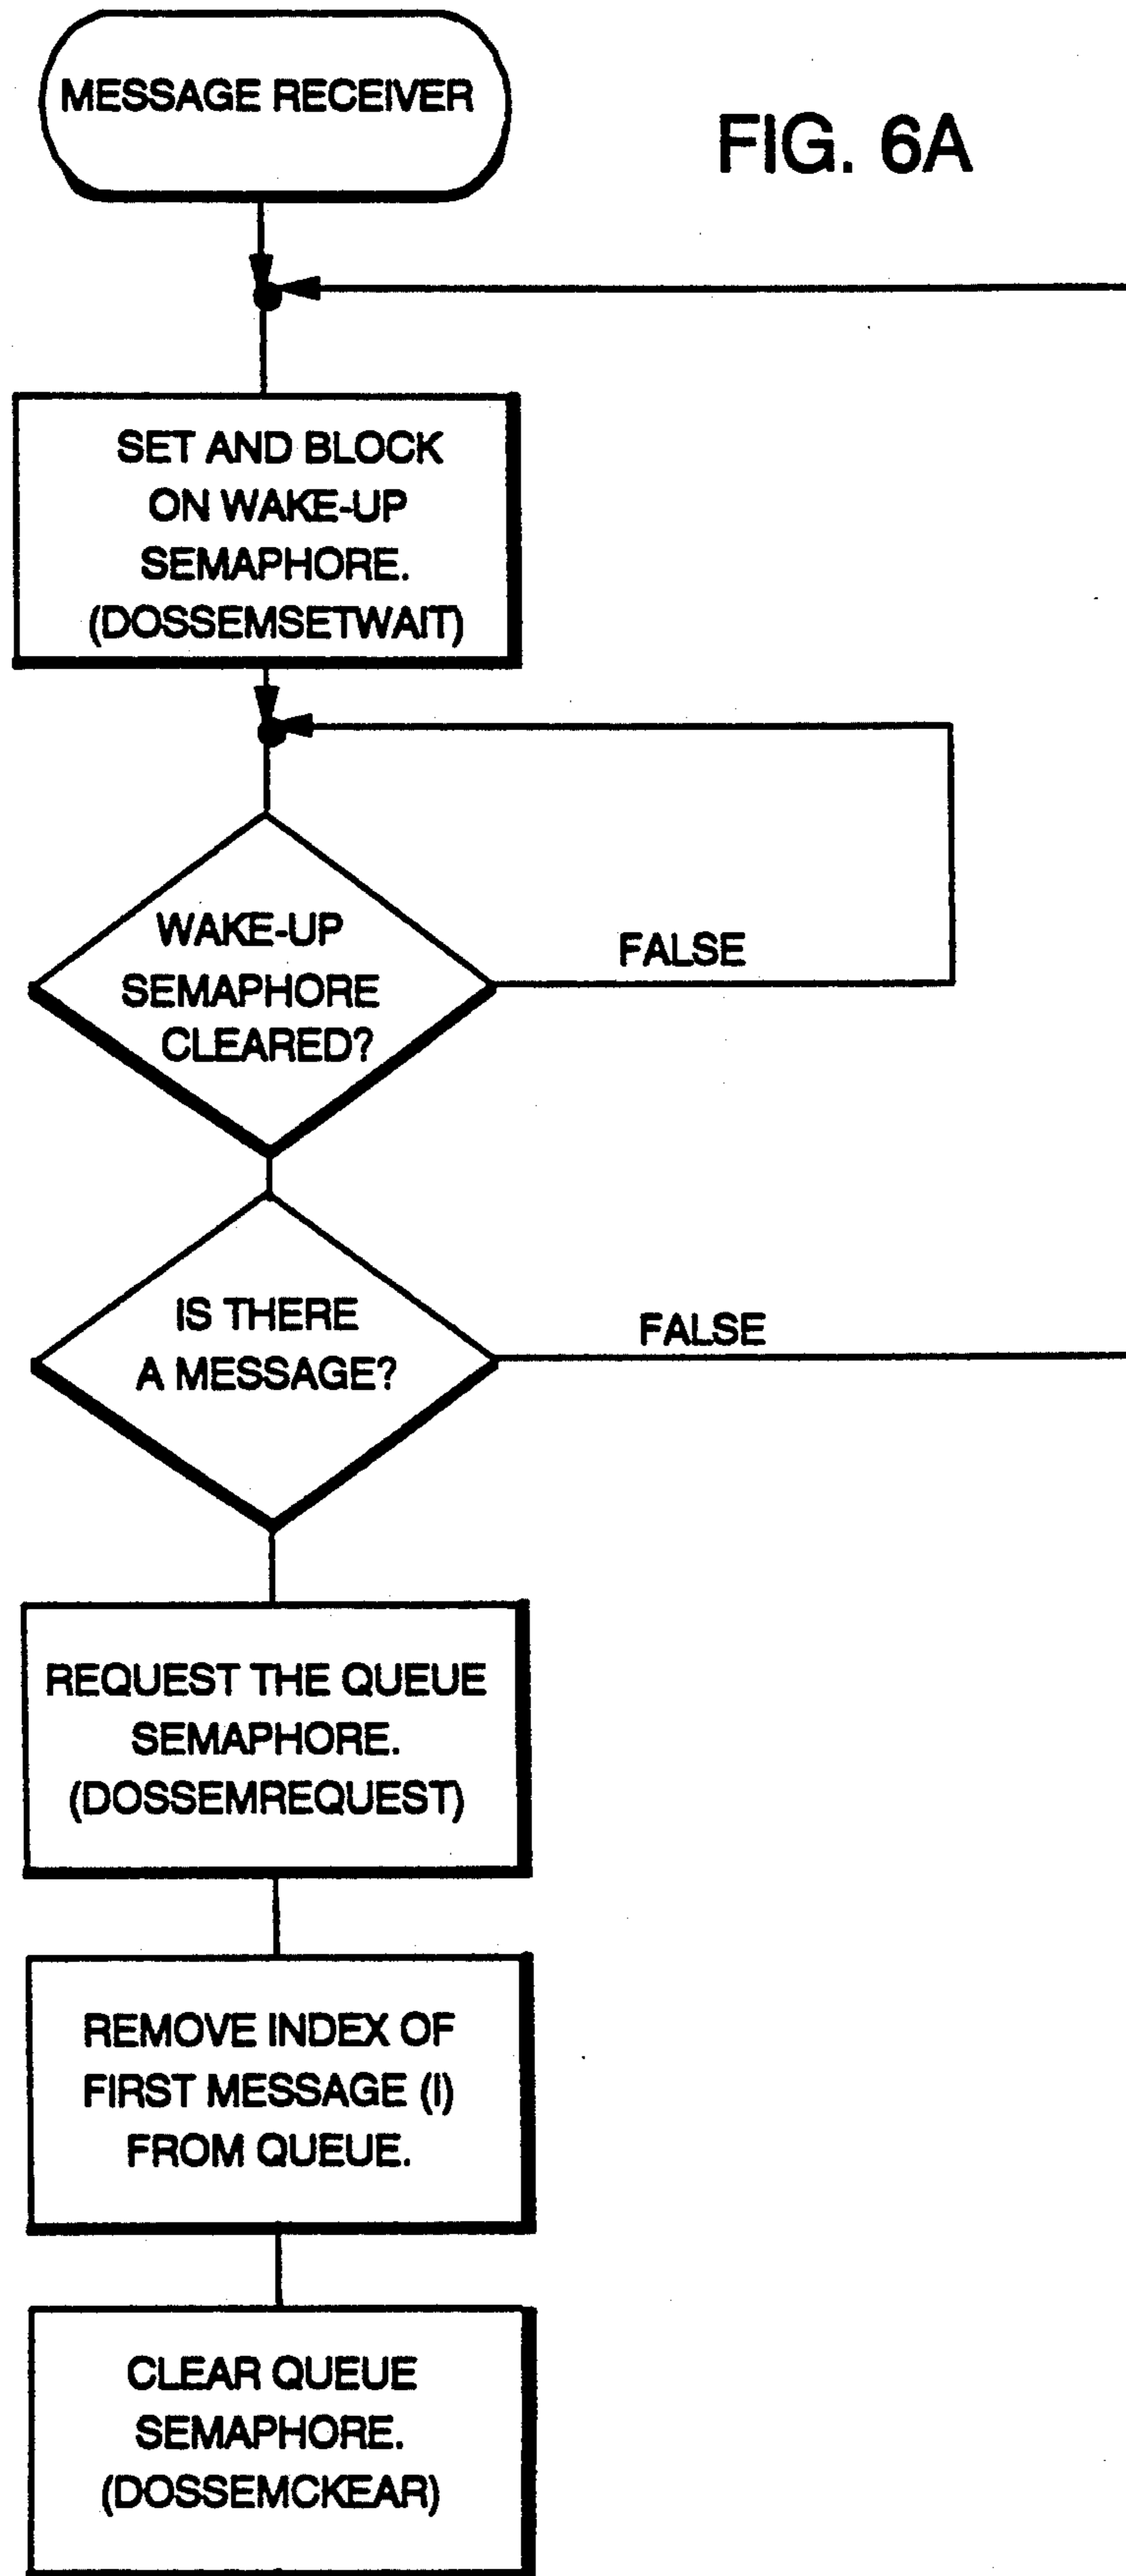 MESSAGE RECEIVER
FIG. 6A
SET AND BLOCK
ON WAKE-UP
SEMAPHORE.
(DOSSEMSETWAIT)
WAKE-UP
SEMAPHORE
CLEARED?
FALSE
IS THERE
A MESSAGE?
FALSE
REQUEST THE QUEUE
SEMAPHORE.
(DOSSEMREQUEST)
REMOVE INDEX OF
FIRST MESSAGE (I)
FROM QUEUE.
CLEAR QUEUE
SEMAPHORE.
(DOSSEMCKEAR)